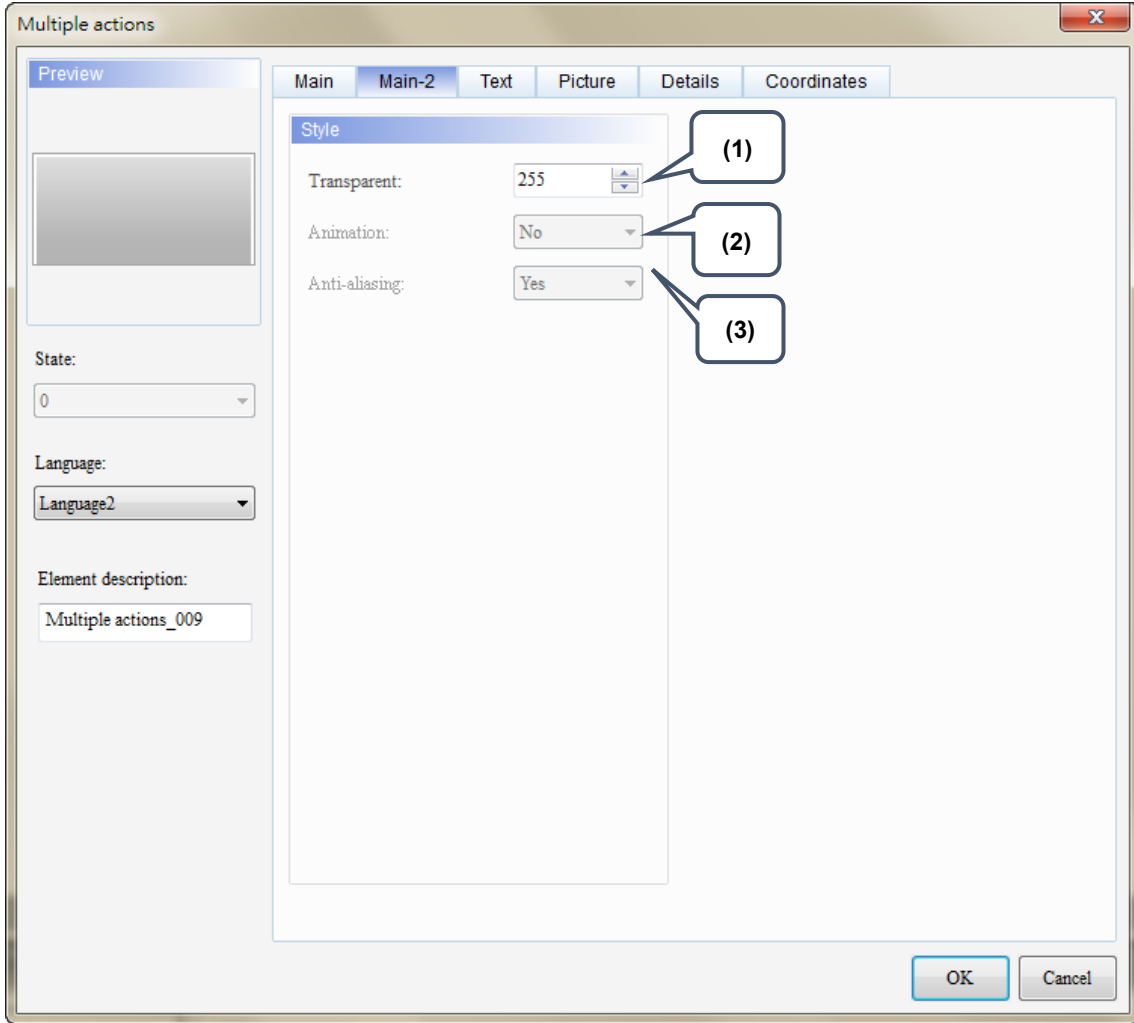 Multiple actions
Preview
Main Main-2 Text Picture Details Coordinates
Style
Transparent: 255
(1)
Animation: No
(2)
Anti-aliasing: Yes
(3)
State:
0
Language:
Language2
Element description:
Multiple actions_009
OK Cancel